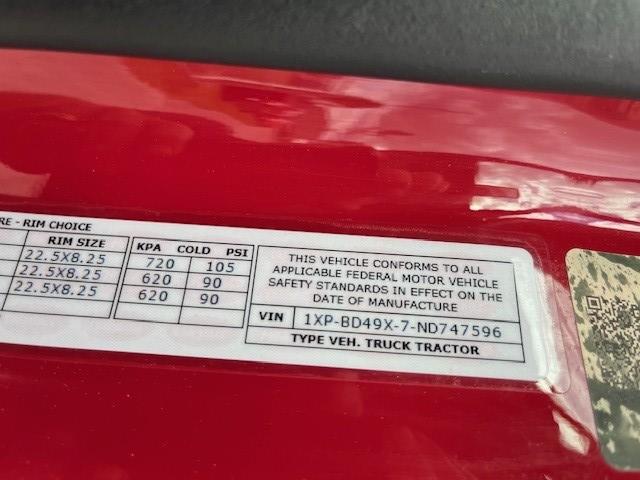 RE - RIM CHOICE
RIM SIZE KPA COLD PSI
22.5X8.25 720 105
22.5X8.25 620 90
22.5X8.25 620 90
THIS VEHICLE CONFORMS TO ALL
APPLICABLE FEDERAL MOTOR VEHICLE
SAFETY STANDARDS IN EFFECT ON THE
DATE OF MANUFACTURE
VIN 1XP-BD49X-7-ND747596
TYPE VEH. TRUCK TRACTOR